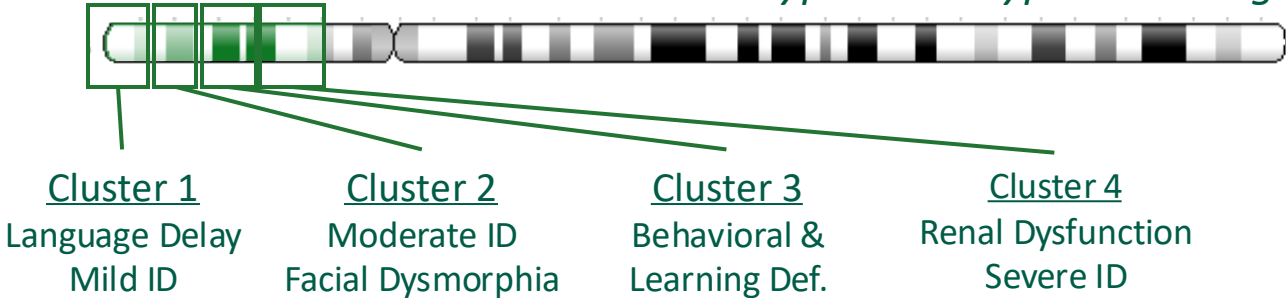 Cluster 1
Language Delay
Mild ID
Cluster 2
Moderate ID
Facial Dysmorphia
Cluster 3
Behavioral &
Learning Def.
Cluster 4
Renal Dysfunction
Severe ID